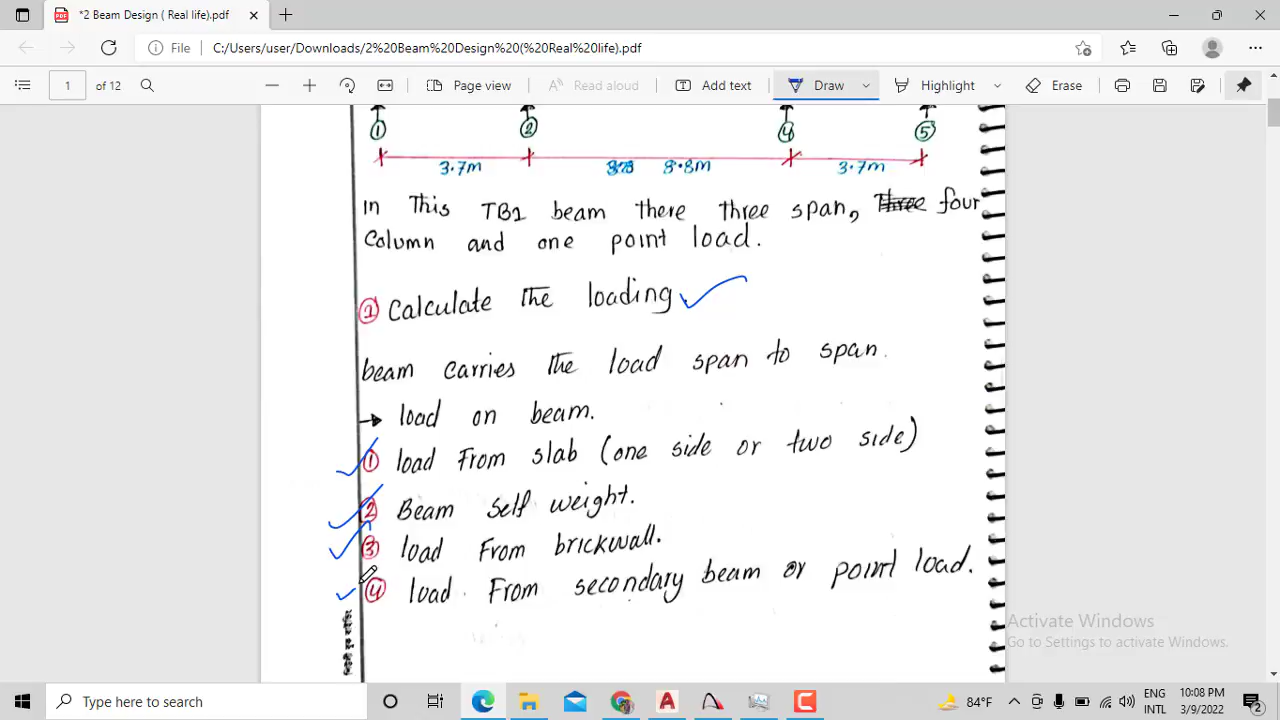 *2 Beam Design ( Real life).pdf
File C:/Users/user/Downloads/2%20Beam%20Design%20(%20Real%20life).pdf
1 of 12 Page view Read aloud Add text Draw Highlight Erase
① ② ④ ⑤
3.7m 8.8m 3.7m
In This TB1 beam there three span, Three four
Column and one point load.
② Calculate the loading
beam carries the load span to span.
→ load on beam.
① load From slab (one side or two side)
② Beam Self weight.
③ load From brickwall.
④ load From secondary beam or point load.
Activate Windows
Go to Settings to activate Windows.
Type here to search
84°F
ENG
INTL
10:08 PM
3/9/2022
2